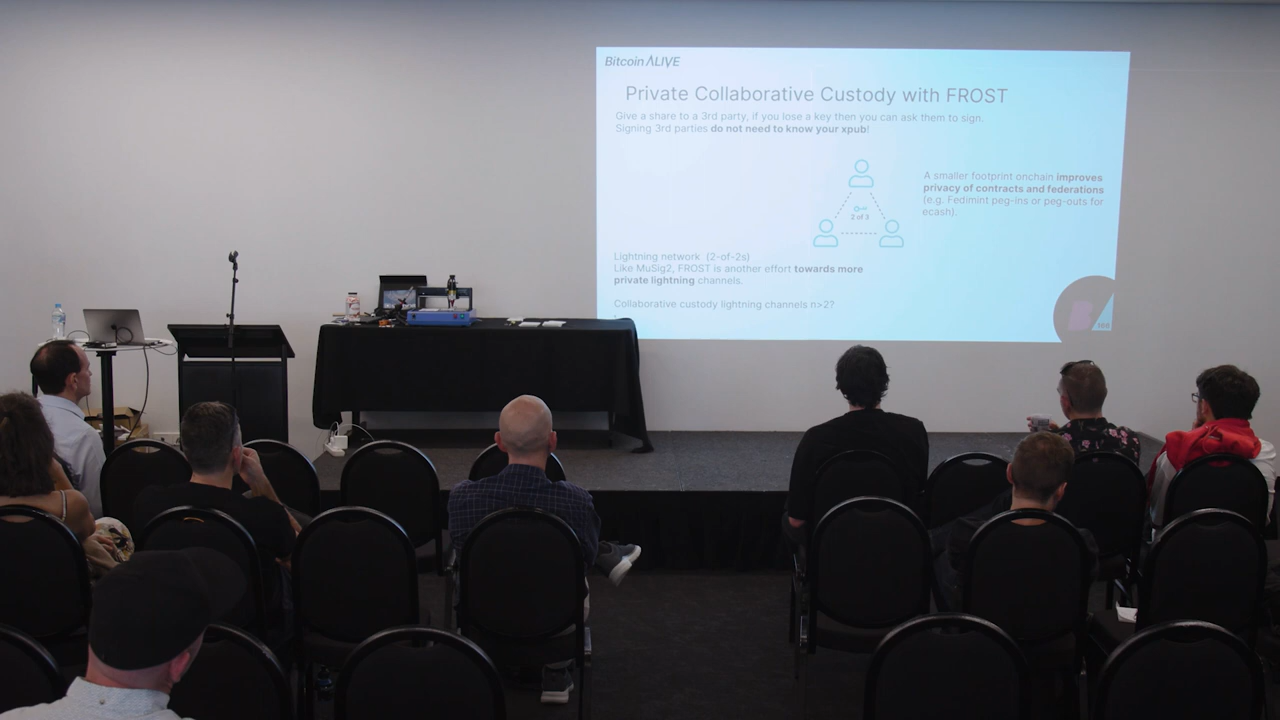 Bitcoin ALIVE
Private Collaborative Custody with FROST
Give a share to a 3rd party, if you lose a key then you can ask them to sign.
Signing 3rd parties do not need to know your xpub!
A smaller footprint onchain improves
privacy of contracts and federations
(e.g. Fedimint peg-ins or peg-outs for
ecash).
2 of 3
Lightning network (2-of-2s)
Like MuSig2, FROST is another effort towards more
private lightning channels.
Collaborative custody lightning channels n>2?